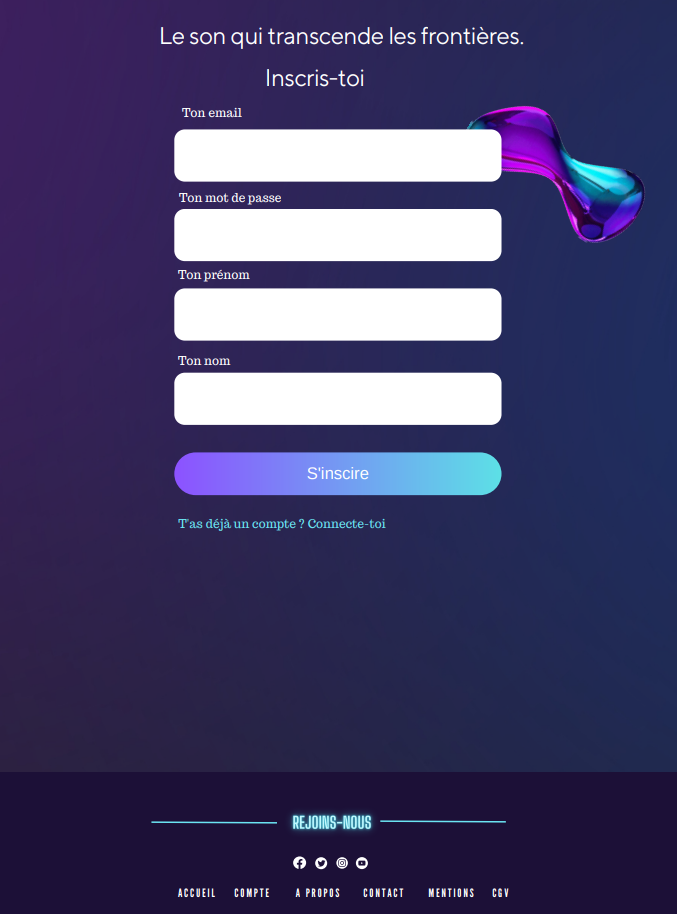 Le son qui transcende les frontières.
Inscris-toi
Ton email
Ton mot de passe
Ton prénom
Ton nom
S'inscire
T'as déjà un compte ? Connecte-toi
REJOINS-NOUS
ACCUEIL COMPTE A PROPOS CONTACT MENTIONS CGV